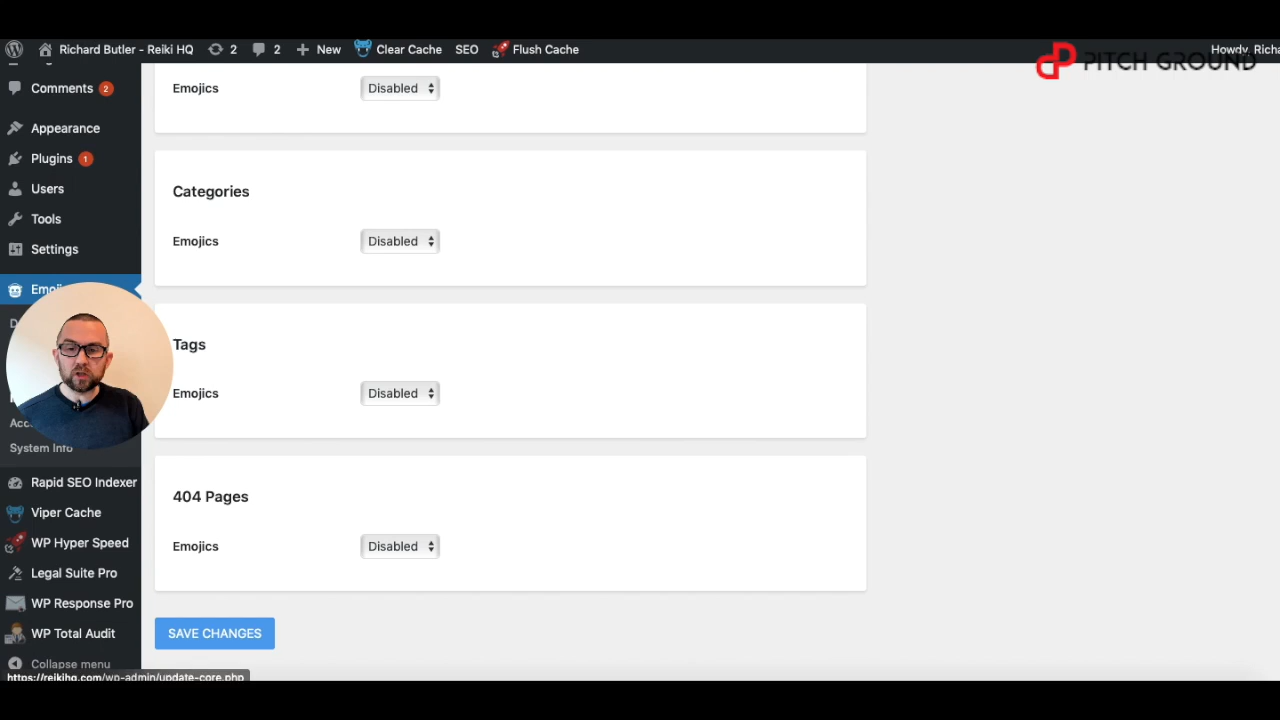 Richard Butler - Reiki HQ 2 2 New Clear Cache SEO Flush Cache Howdy, Richa
PITCH GROUND
Comments 2
Appearance
Plugins 1
Users
Tools
Settings
Emoji
System Info
Rapid SEO Indexer
Viper Cache
WP Hyper Speed
Legal Suite Pro
WP Response Pro
WP Total Audit
Collapse menu
https://reikihq.com/wp-admin/update-core.php
Emojics Disabled
Categories
Emojics Disabled
Tags
Emojics Disabled
404 Pages
Emojics Disabled
SAVE CHANGES